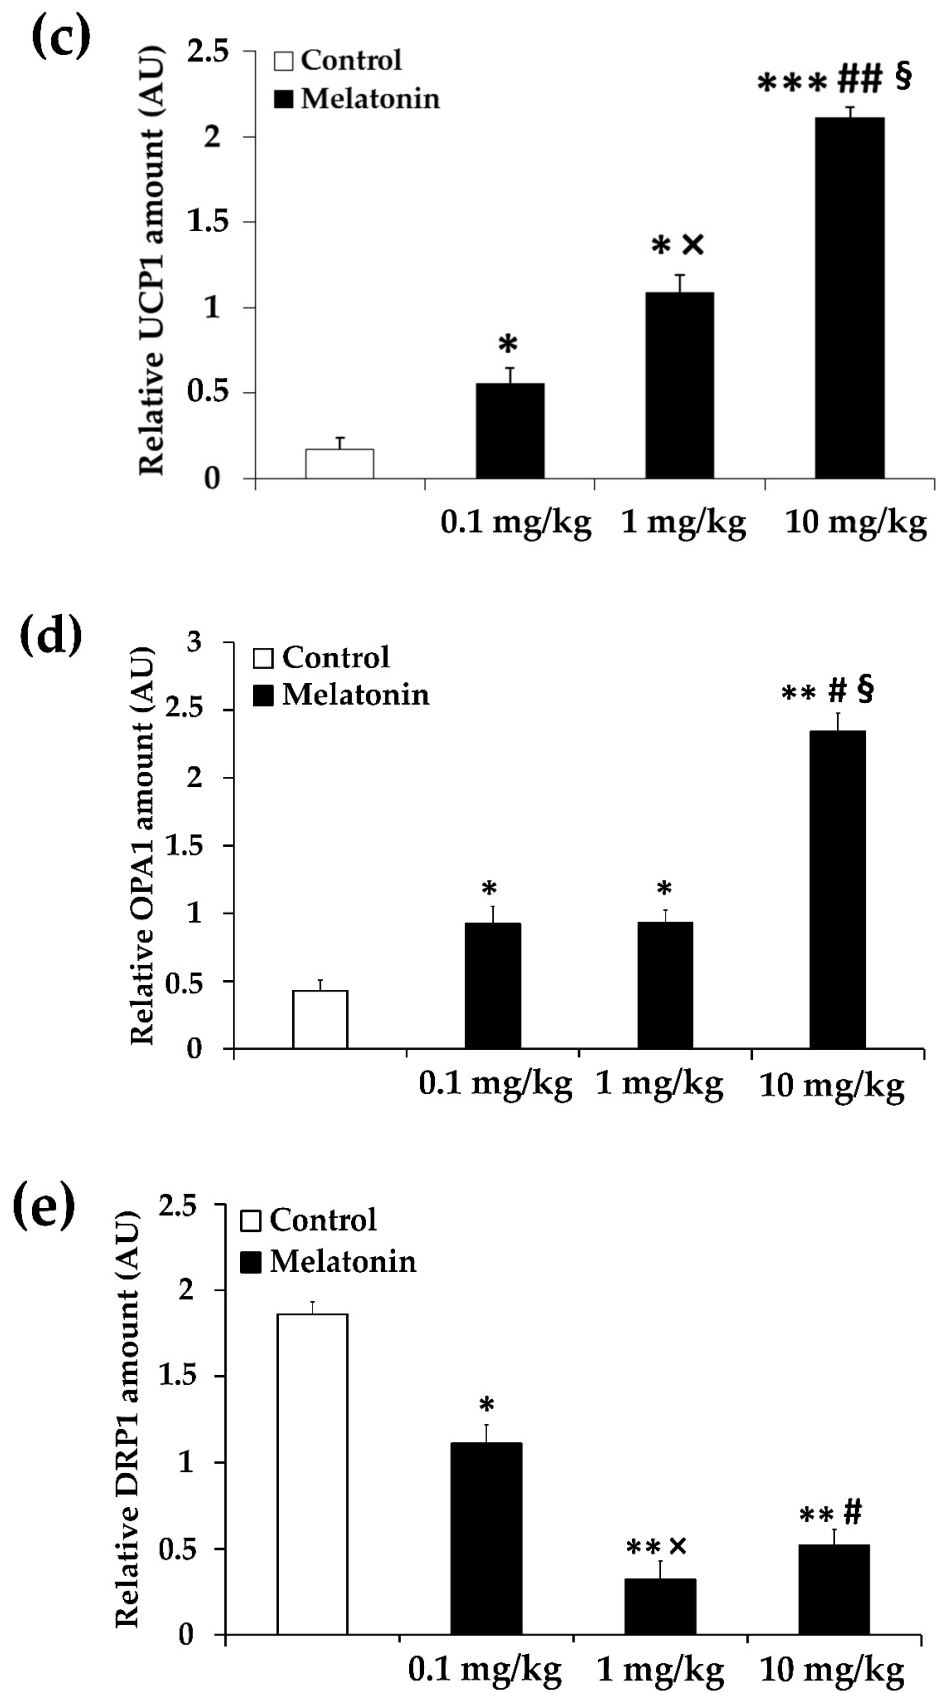 (c)
Relative UCP1 amount (AU)
2.5
2
1.5
1
0.5
0
Control
Melatonin
*
* ×
*** ## §
0.1 mg/kg 1 mg/kg 10 mg/kg
(d)
Relative OPA1 amount (AU)
3
2.5
2
1.5
1
0.5
0
Control
Melatonin
*
*
** # §
0.1 mg/kg 1 mg/kg 10 mg/kg
(e)
Relative DRP1 amount (AU)
2.5
2
1.5
1
0.5
0
Control
Melatonin
*
** ×
** #
0.1 mg/kg 1 mg/kg 10 mg/kg